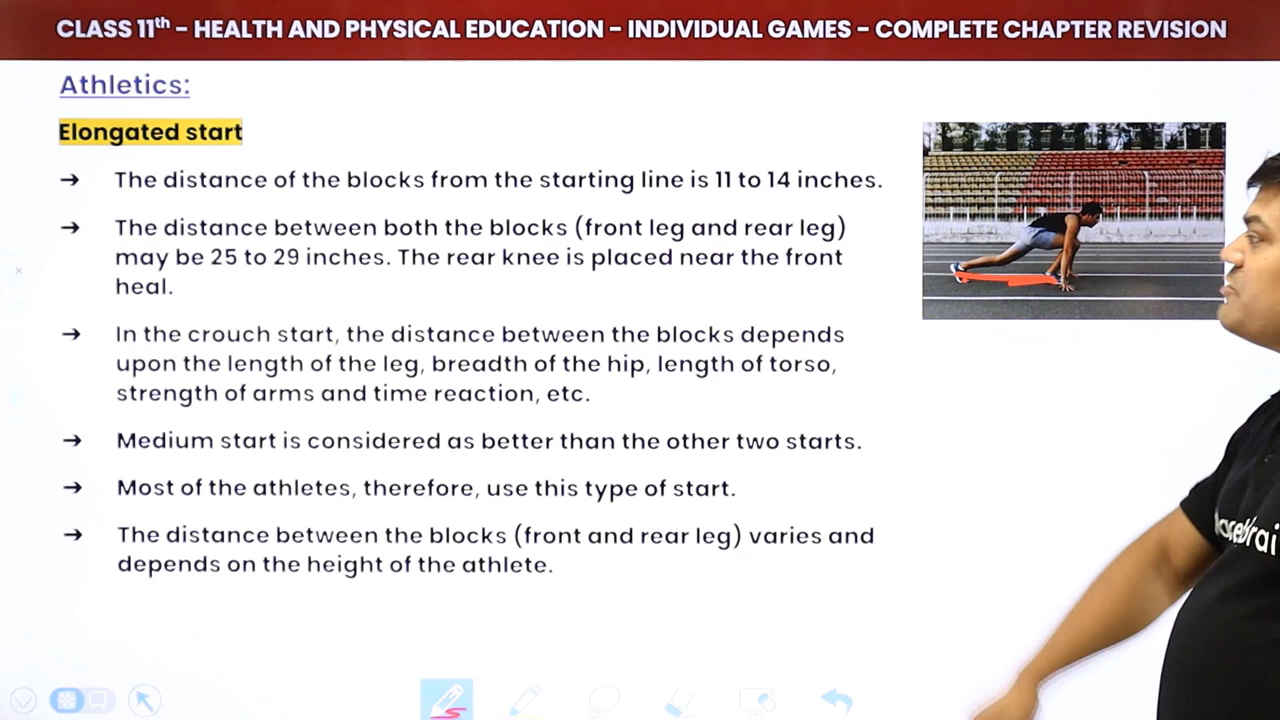 CLASS 11th – HEALTH AND PHYSICAL EDUCATION – INDIVIDUAL GAMES – COMPLETE CHAPTER REVISION
Athletics:
Elongated start
→ The distance of the blocks from the starting line is 11 to 14 inches.
→ The distance between both the blocks (front leg and rear leg)
may be 25 to 29 inches. The rear knee is placed near the front
heal.
→ In the crouch start, the distance between the blocks depends
upon the length of the leg, breadth of the hip, length of torso,
strength of arms and time reaction, etc.
→ Medium start is considered as better than the other two starts.
→ Most of the athletes, therefore, use this type of start.
→ The distance between the blocks (front and rear leg) varies and
depends on the height of the athlete.